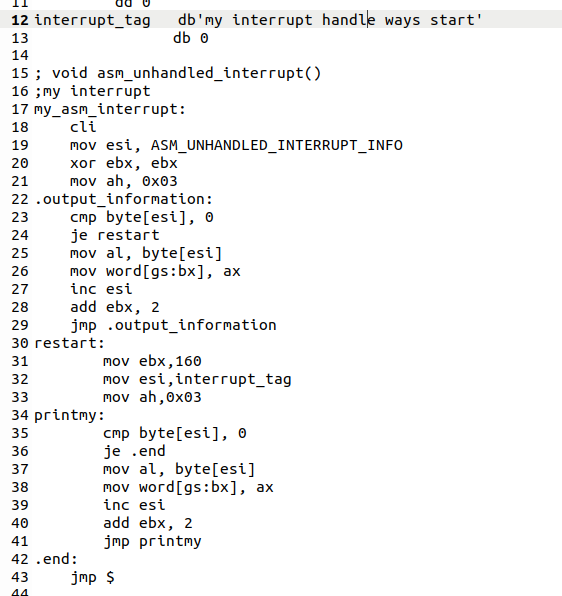 11 dd 0
12 interrupt_tag   db'my interrupt handle ways start'
13                db 0
14
15 ; void asm_unhandled_interrupt()
16 ;my interrupt
17 my_asm_interrupt:
18     cli
19     mov esi, ASM_UNHANDLED_INTERRUPT_INFO
20     xor ebx, ebx
21     mov ah, 0x03
22 .output_information:
23     cmp byte[esi], 0
24     je restart
25     mov al, byte[esi]
26     mov word[gs:bx], ax
27     inc esi
28     add ebx, 2
29     jmp .output_information
30 restart:
31         mov ebx,160
32         mov esi,interrupt_tag
33         mov ah,0x03
34 printmy:
35         cmp byte[esi], 0
36         je .end
37         mov al, byte[esi]
38         mov word[gs:bx], ax
39         inc esi
40         add ebx, 2
41         jmp printmy
42 .end:
43     jmp $
44